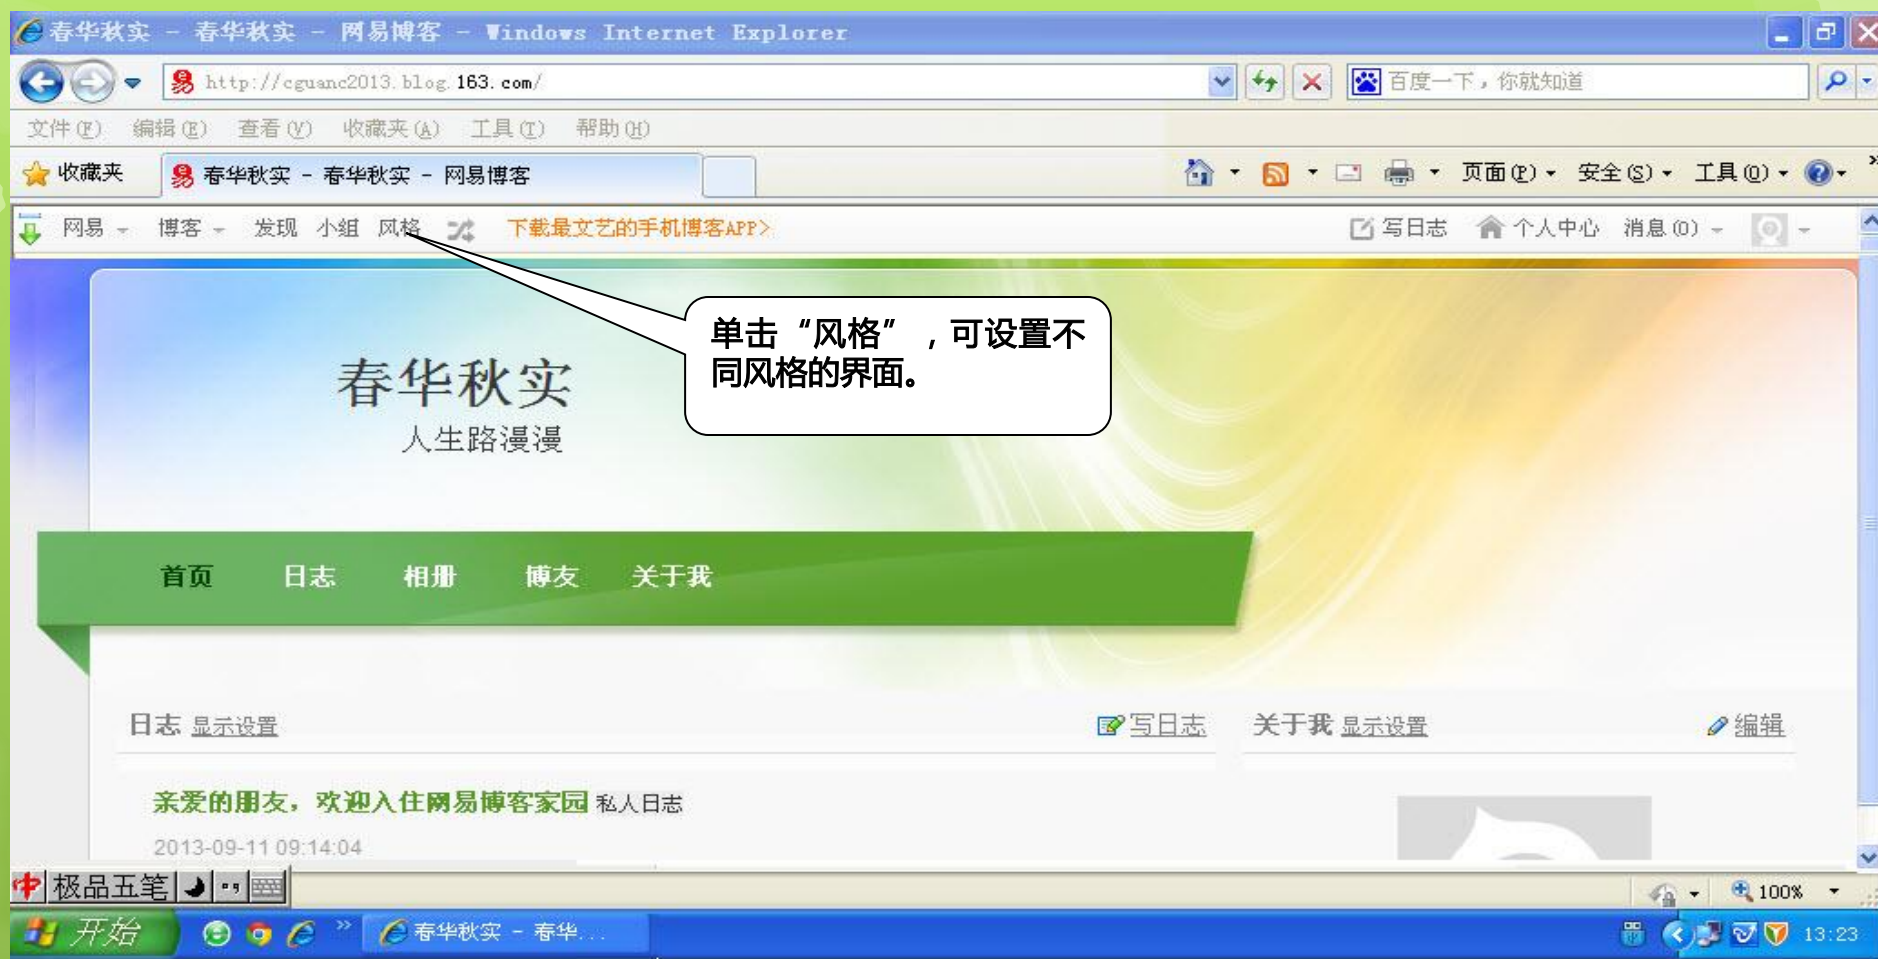 春华秋实 - 春华秋实 - 网易博客 - Windows Internet Explorer
http://cguanc2013.blog.163.com/
百度一下，你就知道
文件(F) 编辑(E) 查看(V) 收藏夹(A) 工具(T) 帮助(H)
收藏夹 春华秋实 - 春华秋实 - 网易博客 页面(P) 安全(S) 工具(O)
网易 博客 发现 小组 风格 下载最文艺的手机博客APP> 写日志 个人中心 消息(0)
单击“风格”，可设置不
同风格的界面。
春华秋实
人生路漫漫
首页 日志 相册 博友 关于我
日志 显示设置 写日志 关于我 显示设置 编辑
亲爱的朋友，欢迎入住网易博客家园 私人日志
2013-09-11 09:14:04
中 极品五笔
100%
开始 春华秋实 - 春华... 13:23